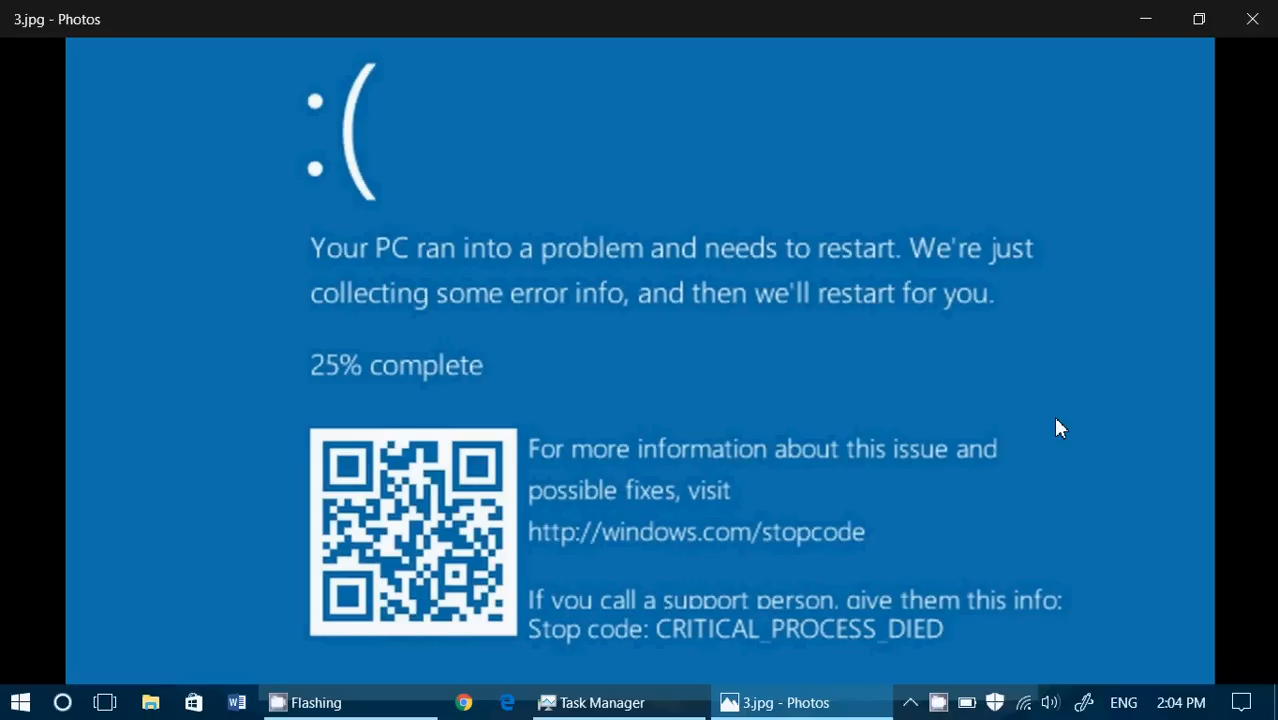 3.jpg - Photos
:(
Your PC ran into a problem and needs to restart. We're just
collecting some error info, and then we'll restart for you.
25% complete
For more information about this issue and
possible fixes, visit
http://windows.com/stopcode
If you call a support person, give them this info:
Stop code: CRITICAL_PROCESS_DIED
Flashing
Task Manager
3.jpg - Photos
ENG
2:04 PM